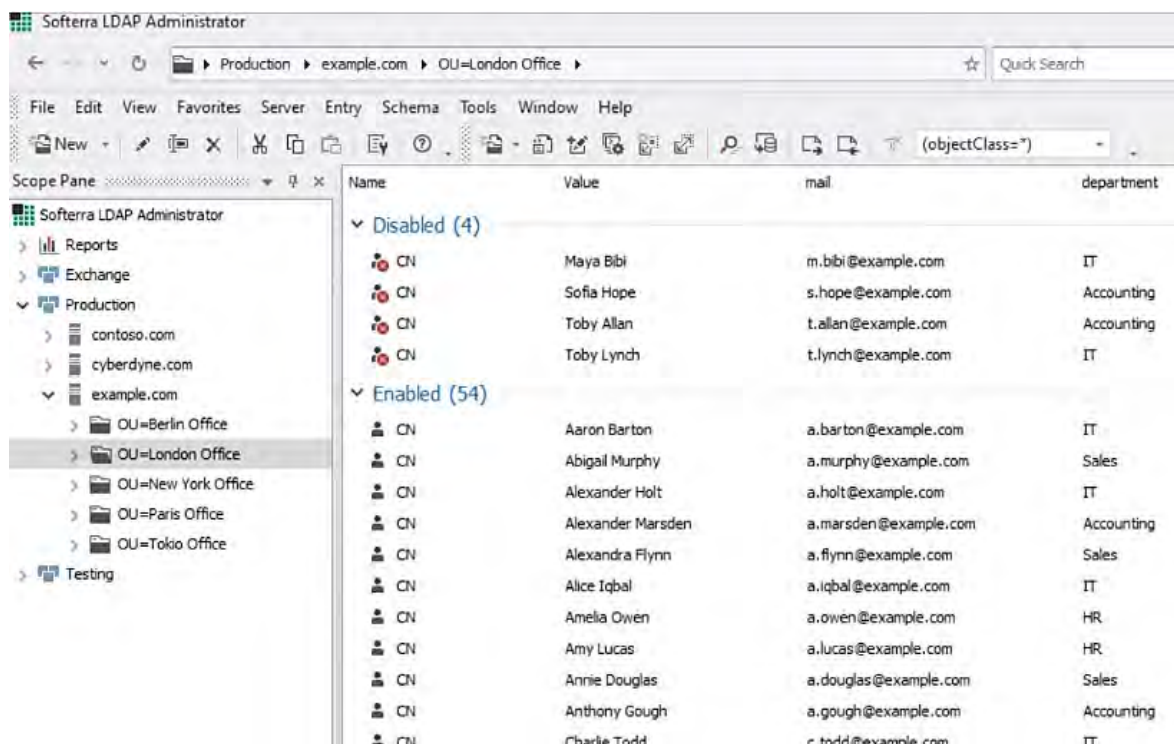 Softerra LDAP Administrator
Production example.com OU=London Office Quick Search
File Edit View Favorites Server Entry Schema Tools Window Help
New (objectClass=*)
Scope Pane
Softerra LDAP Administrator
Reports
Exchange
Production
contoso.com
cyberdyne.com
example.com
OU=Berlin Office
OU=London Office
OU=New York Office
OU=Paris Office
OU=Tokio Office
Testing
Name Value mail department
Disabled (4)
CN Maya Bibi m.bibi@example.com IT
CN Sofia Hope s.hope@example.com Accounting
CN Toby Allan t.allan@example.com Accounting
CN Toby Lynch t.lynch@example.com IT
Enabled (54)
CN Aaron Barton a.barton@example.com IT
CN Abigail Murphy a.murphy@example.com Sales
CN Alexander Holt a.holt@example.com IT
CN Alexander Marsden a.marsden@example.com Accounting
CN Alexandra Flynn a.flynn@example.com Sales
CN Alice Iqbal a.iqbal@example.com IT
CN Amelia Owen a.owen@example.com HR
CN Amy Lucas a.lucas@example.com HR
CN Annie Douglas a.douglas@example.com Sales
CN Anthony Gough a.gough@example.com Accounting
CN Charlie Todd c.todd@example.com IT